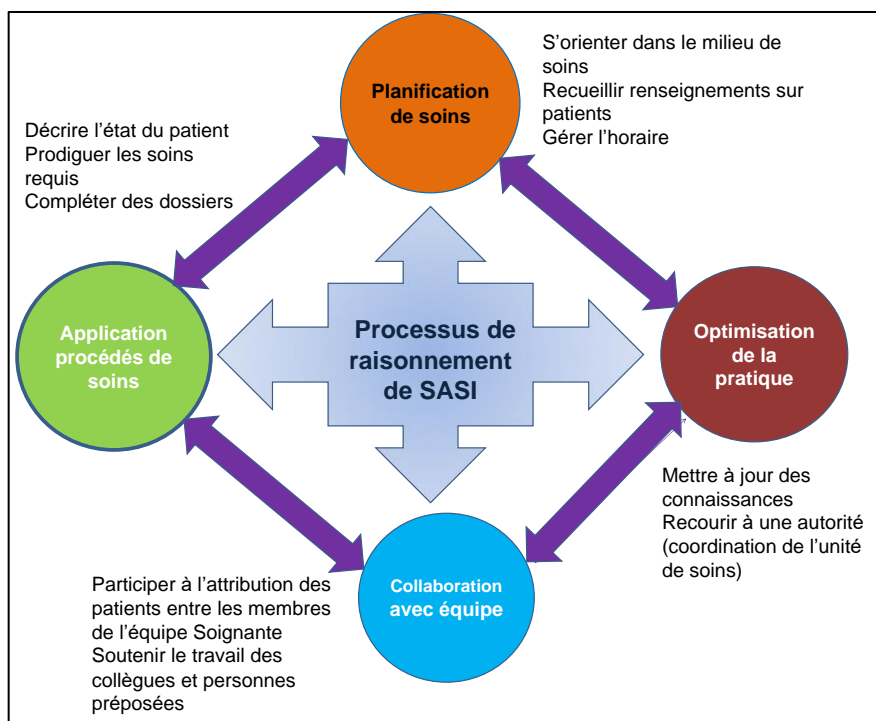 Planification
de soins
S’orienter dans le milieu de
soins
Recueillir renseignements sur
patients
Gérer l’horaire
Décrire l’état du patient
Prodiguer les soins
requis
Compléter des dossiers
Application
procédés de
soins
Processus de
raisonnement
de SASI
Optimisation
de la
pratique
Mettre à jour des
connaissances
Recourir à une autorité
(coordination de l’unité
de soins)
Collaboration
avec équipe
Participer à l’attribution des
patients entre les membres
de l’équipe Soignante
Soutenir le travail des
collègues et personnes
préposées